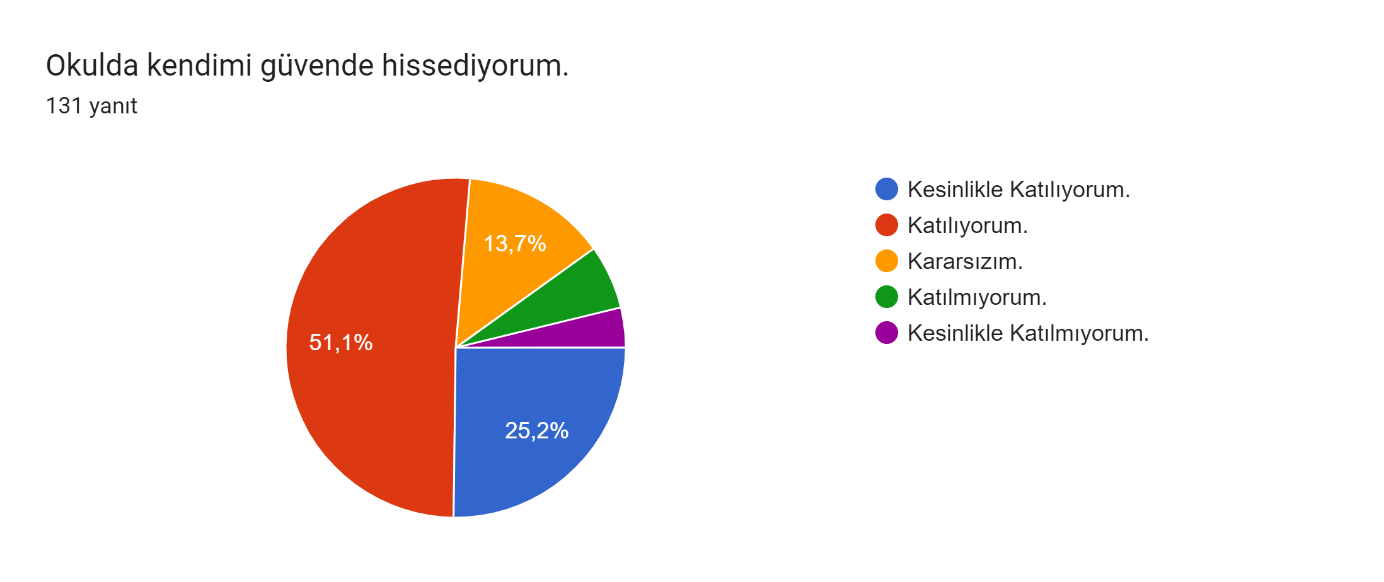 Okulda kendimi güvende hissediyorum.
131 yanıt
13,7%
51,1%
25,2%
Kesinlikle Katılıyorum.
Katılıyorum.
Kararsızım.
Katılmıyorum.
Kesinlikle Katılmıyorum.